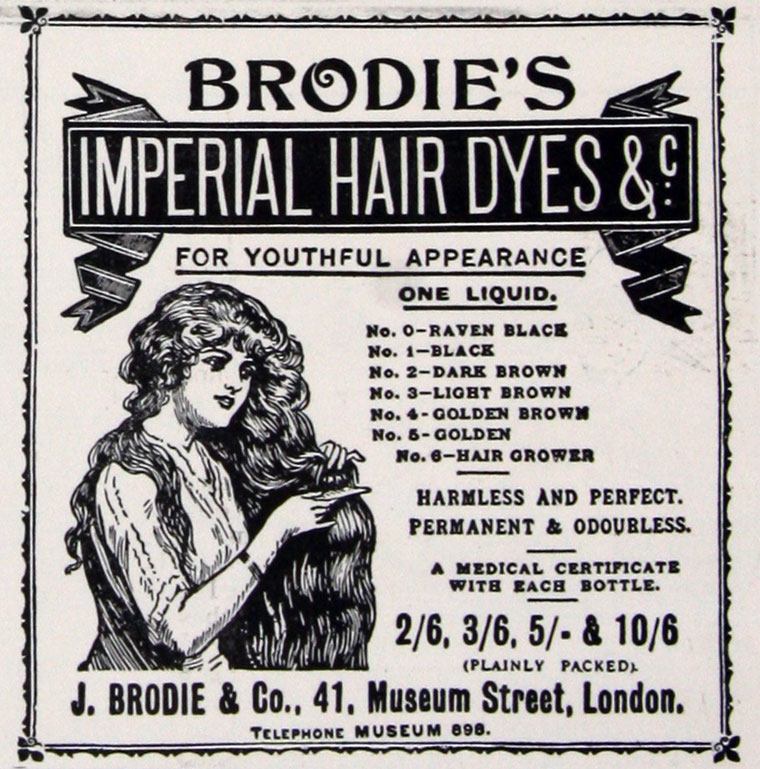 BRODIE'S
IMPERIAL HAIR DYES &c:
FOR YOUTHFUL APPEARANCE
ONE LIQUID.
No. 0-RAVEN BLACK
No. 1-BLACK
No. 2-DARK BROWN
No. 3-LIGHT BROWN
No. 4-GOLDEN BROWN
No. 5-GOLDEN
No. 6-HAIR GROWER
HARMLESS AND PERFECT.
PERMANENT & ODOURLESS.
A MEDICAL CERTIFICATE
WITH EACH BOTTLE.
2/6, 3/6, 5/- & 10/6
(PLAINLY PACKED).
J. BRODIE & Co., 41, Museum Street, London.
TELEPHONE MUSEUM 898.